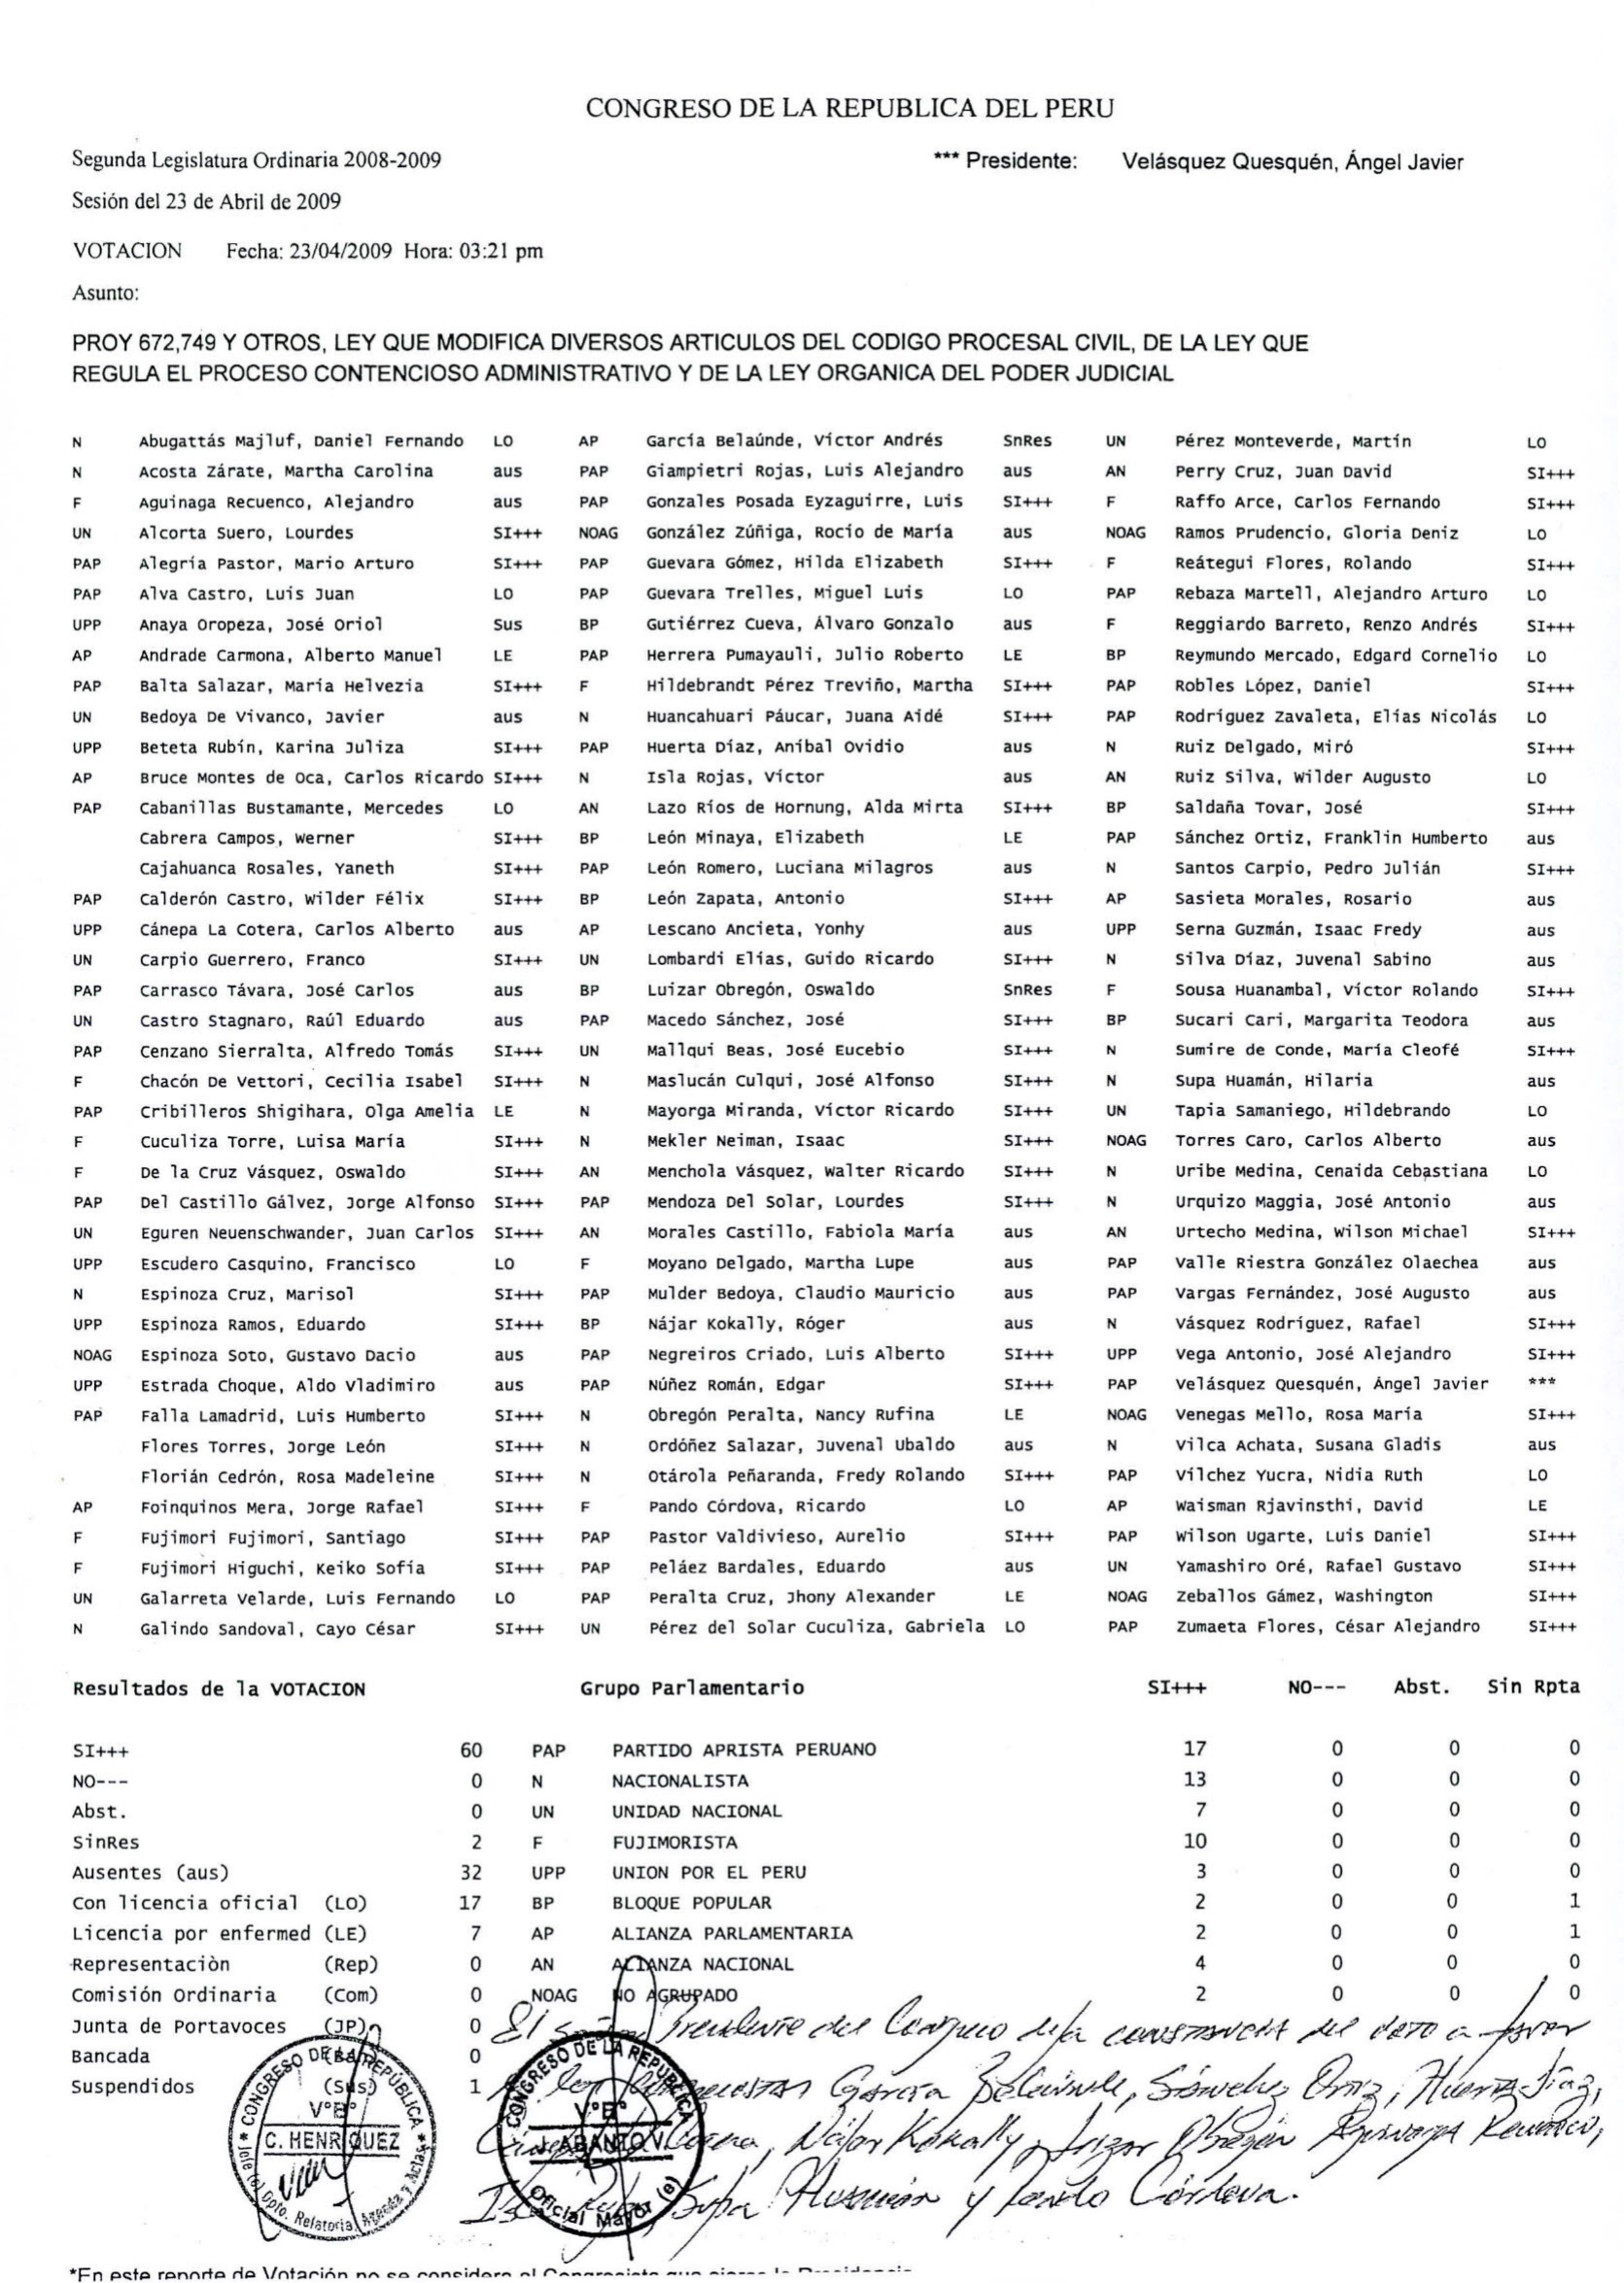 CONGRESO DE LA REPUBLICA DEL PERU
Segunda Legislatura Ordinaria 2008-2009 *** Presidente: Velásquez Quesquén, Ángel Javier
Sesión del 23 de Abril de 2009
VOTACION Fecha: 23/04/2009 Hora: 03:21 pm
Asunto:
PROY 672,749 Y OTROS, LEY QUE MODIFICA DIVERSOS ARTICULOS DEL CODIGO PROCESAL CIVIL, DE LA LEY QUE
REGULA EL PROCESO CONTENCIOSO ADMINISTRATIVO Y DE LA LEY ORGANICA DEL PODER JUDICIAL
N Abugattás Majluf, Daniel Fernando LO AP García Belaúnde, Víctor Andrés SnRes UN Pérez Monteverde, Martín LO
N Acosta Zárate, Martha Carolina aus PAP Giampietri Rojas, Luis Alejandro aus AN Perry Cruz, Juan David SI+++
F Aguinaga Recuenco, Alejandro aus PAP Gonzales Posada Eyzaguirre, Luis SI+++ F Raffo Arce, Carlos Fernando SI+++
UN Alcorta Suero, Lourdes SI+++ NOAG González Zúñiga, Rocío de María aus NOAG Ramos Prudencio, Gloria Deniz LO
PAP Alegría Pastor, Mario Arturo SI+++ PAP Guevara Gómez, Hilda Elizabeth SI+++ F Reátegui Flores, Rolando SI+++
PAP Alva Castro, Luis Juan LO PAP Guevara Trelles, Miguel Luis LO PAP Rebaza Martell, Alejandro Arturo LO
UPP Anaya Oropeza, José Oriol Sus BP Gutiérrez Cueva, Álvaro Gonzalo aus F Reggiardo Barreto, Renzo Andrés SI+++
AP Andrade Carmona, Alberto Manuel LE PAP Herrera Pumayauli, Julio Roberto LE BP Reymundo Mercado, Edgard Cornelio LO
PAP Balta Salazar, María Helvezia SI+++ F Hildebrandt Pérez Treviño, Martha SI+++ PAP Robles López, Daniel SI+++
UN Bedoya De Vivanco, Javier aus N Huancahuari Páucar, Juana Aidé SI+++ PAP Rodríguez Zavaleta, Elías Nicolás LO
UPP Beteta Rubín, Karina Juliza SI+++ PAP Huerta Díaz, Aníbal Ovidio aus N Ruiz Delgado, Miró SI+++
AP Bruce Montes de Oca, Carlos Ricardo SI+++ N Isla Rojas, Víctor aus AN Ruiz Silva, Wilder Augusto LO
PAP Cabanillas Bustamante, Mercedes LO AN Lazo Ríos de Hornung, Alda Mirta SI+++ BP Saldaña Tovar, José SI+++
Cabrera Campos, Werner SI+++ BP León Minaya, Elizabeth LE PAP Sánchez Ortiz, Franklin Humberto aus
Cajahuanca Rosales, Yaneth SI+++ PAP León Romero, Luciana Milagros aus N Santos Carpio, Pedro Julián SI+++
PAP Calderón Castro, Wilder Félix SI+++ BP León Zapata, Antonio SI+++ AP Sasieta Morales, Rosario aus
UPP Cánepa La Cotera, Carlos Alberto aus AP Lescano Ancieta, Yonhy aus UPP Serna Guzmán, Isaac Fredy aus
UN Carpio Guerrero, Franco SI+++ UN Lombardi Elías, Guido Ricardo SI+++ N Silva Díaz, Juvenal Sabino aus
PAP Carrasco Távara, José Carlos aus BP Luizar Obregón, Oswaldo SnRes F Sousa Huanambal, Víctor Rolando SI+++
UN Castro Stagnaro, Raúl Eduardo aus PAP Macedo Sánchez, José SI+++ BP Sucari Cari, Margarita Teodora aus
PAP Cenzano Sierralta, Alfredo Tomás SI+++ UN Mallqui Beas, José Eucebio SI+++ N Sumire de Conde, María Cleofé SI+++
F Chacón De Vettori, Cecilia Isabel SI+++ N Maslucán Culqui, José Alfonso SI+++ N Supa Huamán, Hilaria aus
PAP Cribilleros Shigihara, Olga Amelia LE N Mayorga Miranda, Víctor Ricardo SI+++ UN Tapia Samaniego, Hildebrando LO
F Cuculiza Torre, Luisa María SI+++ N Mekler Neiman, Isaac SI+++ NOAG Torres Caro, Carlos Alberto aus
F De la Cruz Vásquez, Oswaldo SI+++ AN Menchola Vásquez, Walter Ricardo SI+++ N Uribe Medina, Cenaida Cebastiana LO
PAP Del Castillo Gálvez, Jorge Alfonso SI+++ PAP Mendoza Del Solar, Lourdes SI+++ N Urquizo Maggia, José Antonio aus
UN Eguren Neuenschwander, Juan Carlos SI+++ AN Morales Castillo, Fabiola María aus AN Urtecho Medina, Wilson Michael SI+++
UPP Escudero Casquino, Francisco LO F Moyano Delgado, Martha Lupe aus PAP Valle Riestra González Olaechea aus
N Espinoza Cruz, Marisol SI+++ PAP Mulder Bedoya, Claudio Mauricio aus PAP Vargas Fernández, José Augusto aus
UPP Espinoza Ramos, Eduardo SI+++ BP Nájar Kokally, Róger aus N Vásquez Rodríguez, Rafael SI+++
NOAG Espinoza Soto, Gustavo Dacio aus PAP Negreiros Criado, Luis Alberto SI+++ UPP Vega Antonio, José Alejandro SI+++
UPP Estrada Choque, Aldo Vladimiro aus PAP Núñez Román, Edgar SI+++ PAP Velásquez Quesquén, Ángel Javier ***
PAP Falla Lamadrid, Luis Humberto SI+++ N Obregón Peralta, Nancy Rufina LE NOAG Venegas Mello, Rosa María SI+++
Flores Torres, Jorge León SI+++ N Ordóñez Salazar, Juvenal Ubaldo aus N Vilca Achata, Susana Gladis aus
Florián Cedrón, Rosa Madeleine SI+++ N Otárola Peñaranda, Fredy Rolando SI+++ PAP Vilchez Yucra, Nidia Ruth LO
AP Foinquinos Mera, Jorge Rafael SI+++ F Pando Córdova, Ricardo LO AP Waisman Rjavinsthi, David LE
F Fujimori Fujimori, Santiago SI+++ PAP Pastor Valdivieso, Aurelio SI+++ PAP Wilson Ugarte, Luis Daniel SI+++
F Fujimori Higuchi, Keiko Sofía SI+++ PAP Peláez Bardales, Eduardo aus UN Yamashiro Oré, Rafael Gustavo SI+++
UN Galarreta Velarde, Luis Fernando LO PAP Peralta Cruz, Jhony Alexander LE NOAG Zeballos Gámez, Washington SI+++
N Galindo Sandoval, Cayo César SI+++ UN Pérez del Solar Cuculiza, Gabriela LO PAP Zumaeta Flores, César Alejandro SI+++
Resultados de la VOTACION Grupo Parlamentario SI+++ NO--- Abst. Sin Rpta
SI+++ 60 PAP PARTIDO APRISTA PERUANO 17 0 0 0
NO--- 0 N NACIONALISTA 13 0 0 0
Abst. 0 UN UNIDAD NACIONAL 7 0 0 0
SinRes 2 F FUJIMORISTA 10 0 0 0
Ausentes (aus) 32 UPP UNION POR EL PERU 3 0 0 0
Con licencia oficial (LO) 17 BP BLOQUE POPULAR 2 0 0 1
Licencia por enfermed (LE) 7 AP ALIANZA PARLAMENTARIA 2 0 0 1
Representaciòn (Rep) 0 AN ALIANZA NACIONAL 4 0 0 0
Comisión Ordinaria (Com) 0 NOAG NO AGRUPADO 2 0 0 0
Junta de Portavoces (JP) 0
Bancada (Ban) 0
Suspendidos (Sus) 1
El señor Presidente del Congreso deja constancia del voto a favor
García Belaúnde, Sánchez Ortiz, Huerta Díaz,
Nájar Kokally, Luizar Obregón Aguinaga Recuenco,
Supa Huamán y Pando Córdova.
CONGRESO DE LA REPÚBLICA
V°B°
C. HENRIQUEZ
Jefe (e) Dpto. Relatoria Agenda y Actas
CONGRESO DE LA REPUBLICA
V°B°
J. ABANTO V.
Oficial Mayor (e)
*En este reporte de Votación no se considera al Congresista que ejerce la Presidencia